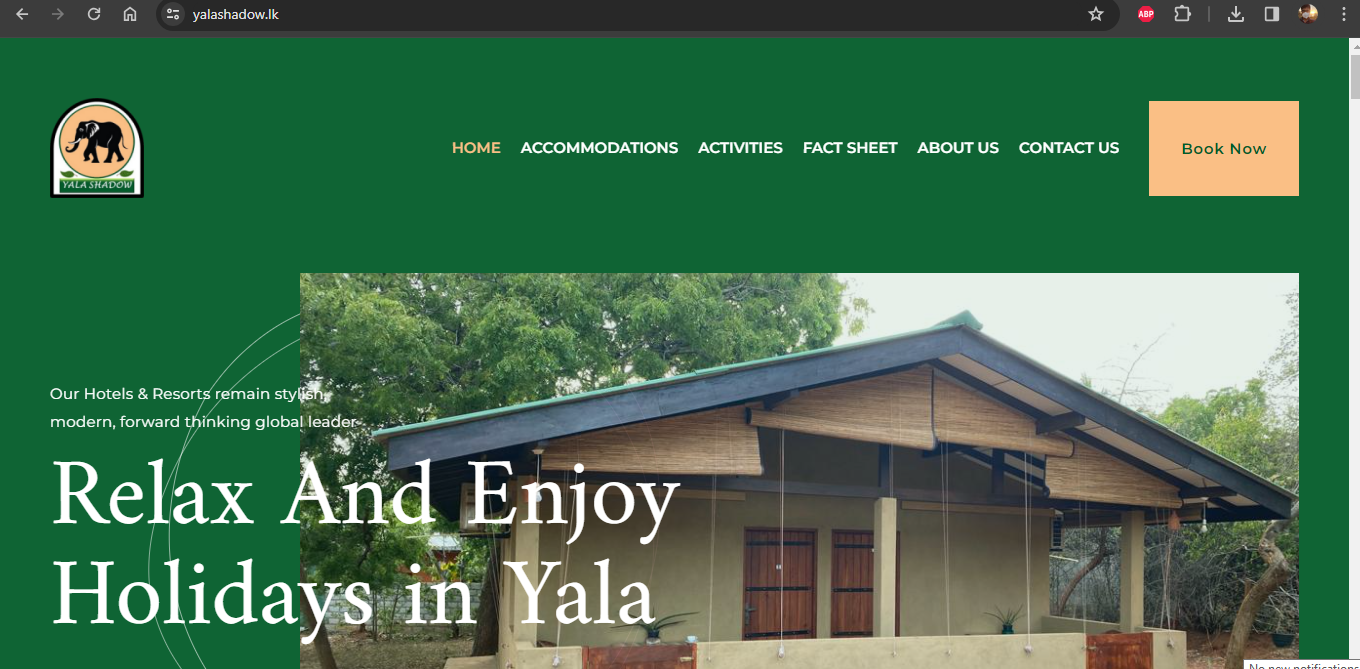 yalashadow.lk
ABP
YALA SHADOW
HOME ACCOMMODATIONS ACTIVITIES FACT SHEET ABOUT US CONTACT US Book Now
Our Hotels & Resorts remain stylish,
modern, forward thinking global leader
Relax And Enjoy
Holidays in Yala
No new notifications